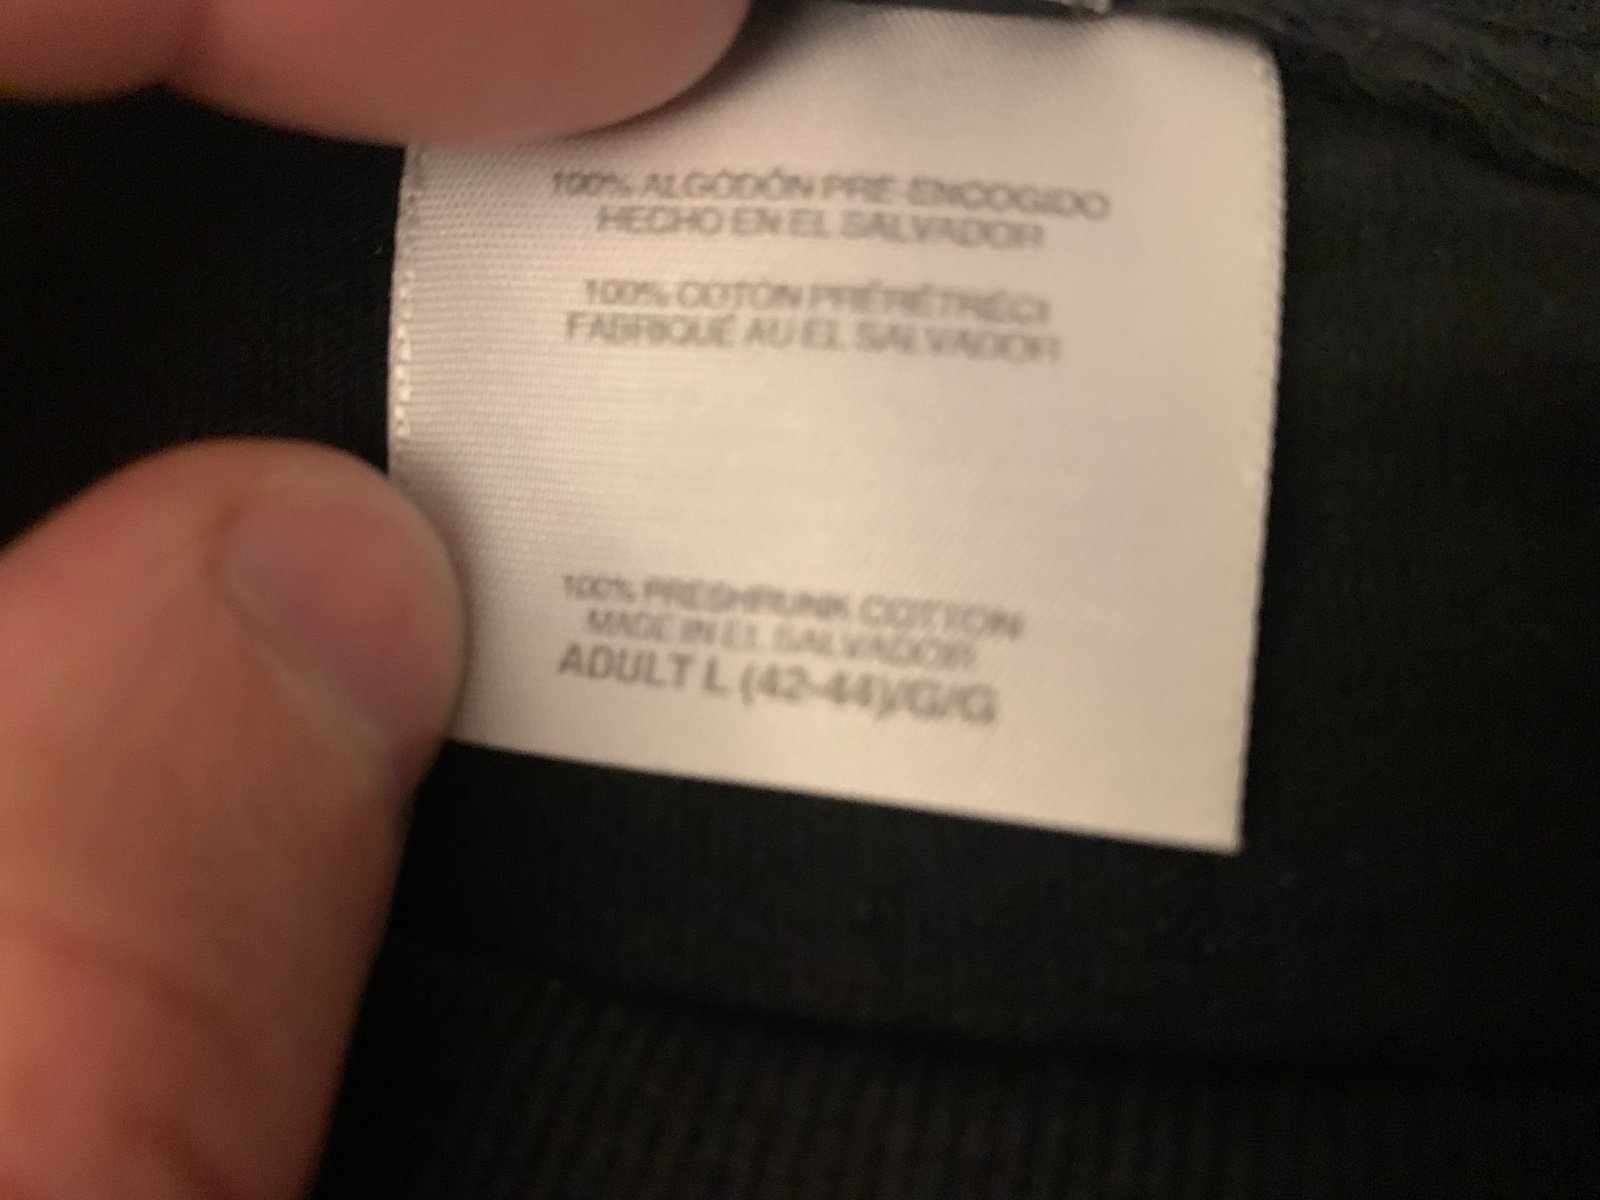 100% ALGODÓN PRE-ENCOGIDO
HECHO EN EL SALVADOR
100% COTON PRÉRÉTRÉCI
FABRIQUÉ AU EL SALVADOR
100% PRESHRUNK COTTON
MADE IN EL SALVADOR
ADULT L (42-44)/G/G